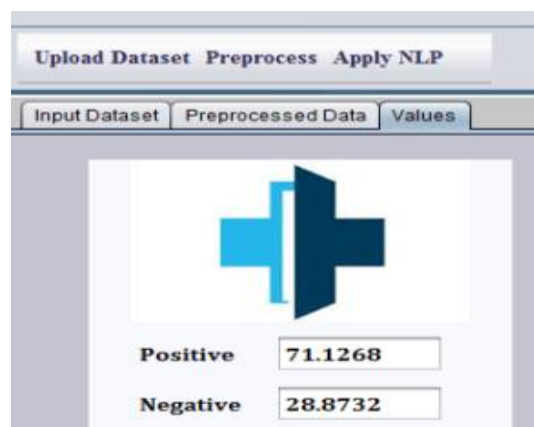 Upload Dataset Preprocess Apply NLP
Input Dataset Preprocessed Data Values
Positive 71.1268
Negative 28.8732